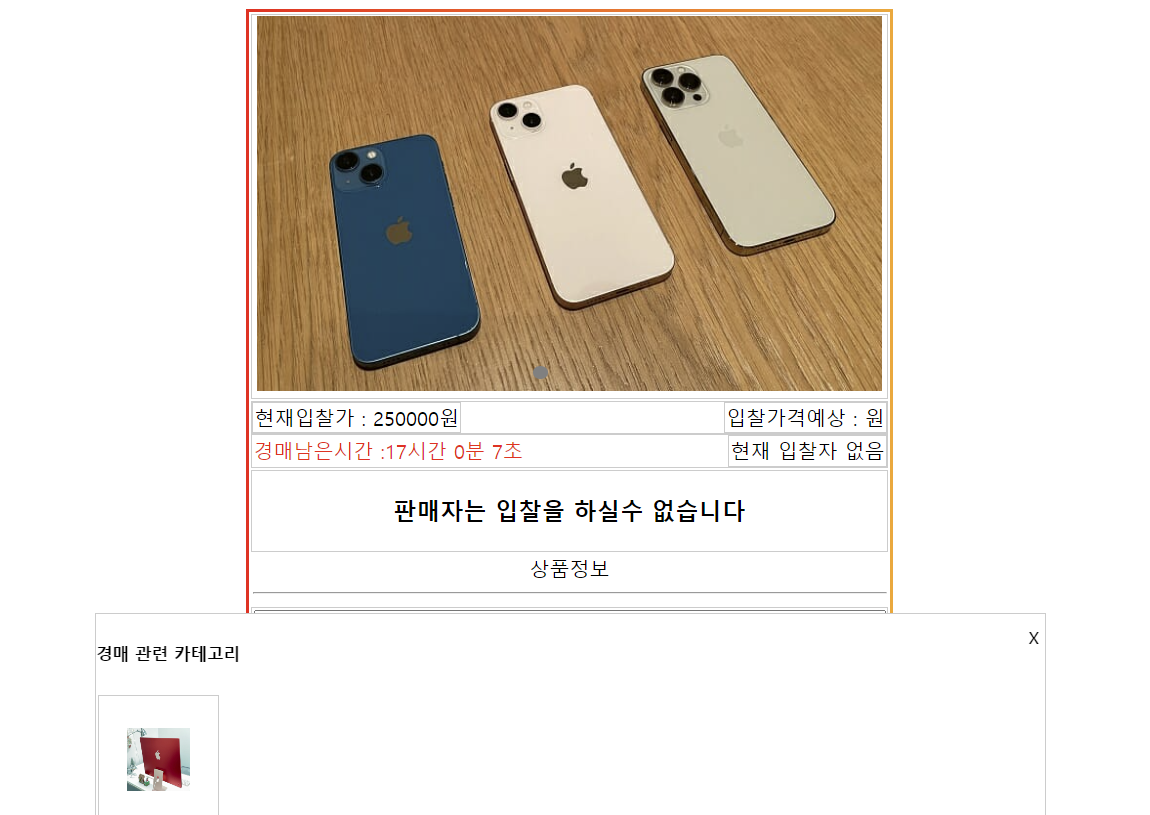 현재입찰가 : 250000원
입찰가격예상 : 원
경매남은시간 :17시간 0분 7초
현재 입찰자 없음
판매자는 입찰을 하실수 없습니다
상품정보
X
경매 관련 카테고리